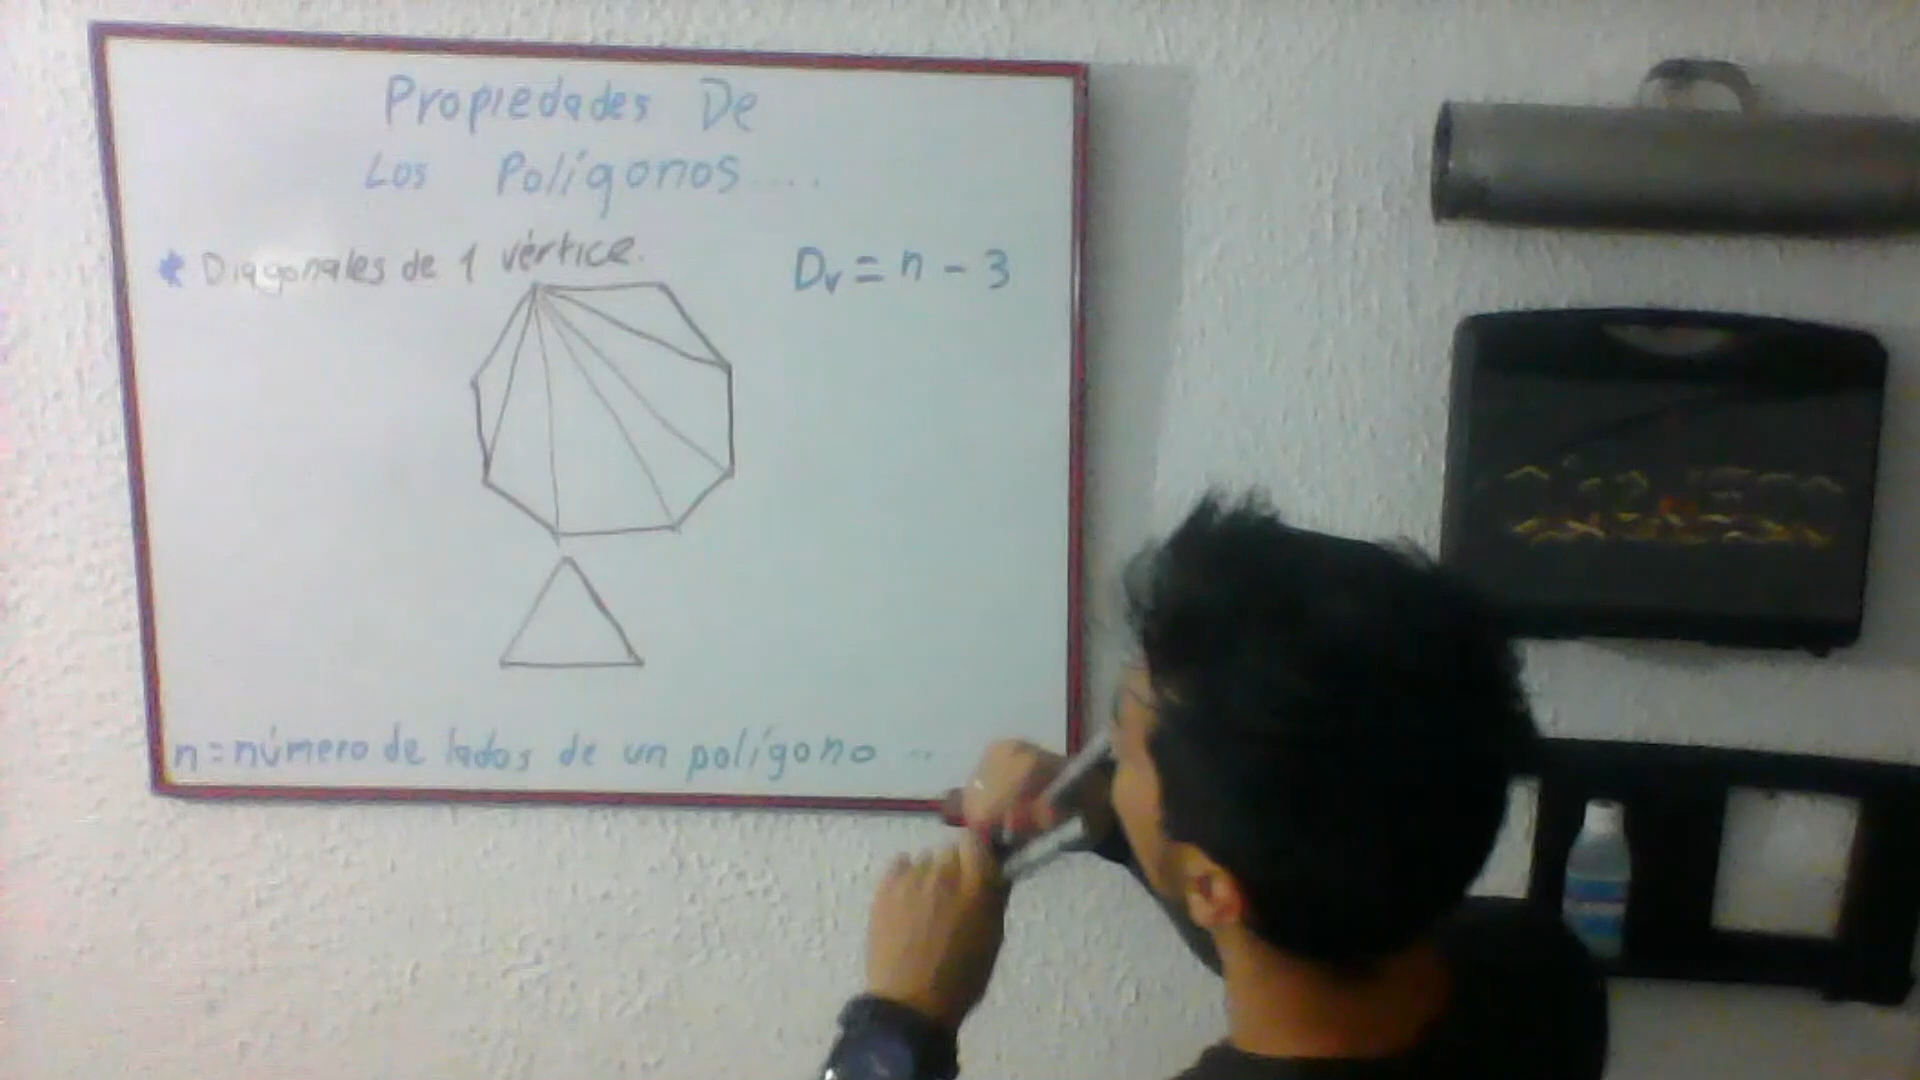 Propiedades De
Los Polígonos....
* Diagonales de 1 vértice.
Dv = n - 3
n = número de lados de un polígono ..